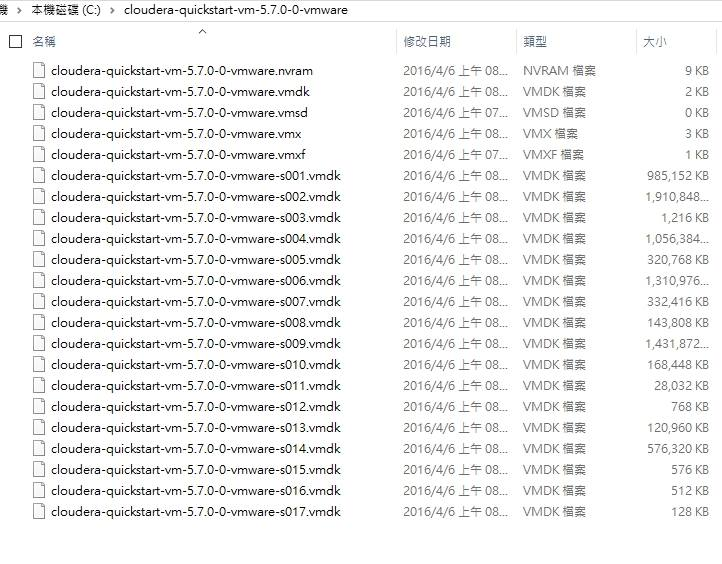 機 > 本機磁碟 (C:) > cloudera-quickstart-vm-5.7.0-0-vmware
名稱 修改日期 類型 大小
cloudera-quickstart-vm-5.7.0-0-vmware.nvram 2016/4/6 上午 08... NVRAM 檔案 9 KB
cloudera-quickstart-vm-5.7.0-0-vmware.vmdk 2016/4/6 上午 08... VMDK 檔案 2 KB
cloudera-quickstart-vm-5.7.0-0-vmware.vmsd 2016/4/6 上午 07... VMSD 檔案 0 KB
cloudera-quickstart-vm-5.7.0-0-vmware.vmx 2016/4/6 上午 08... VMX 檔案 3 KB
cloudera-quickstart-vm-5.7.0-0-vmware.vmxf 2016/4/6 上午 07... VMXF 檔案 1 KB
cloudera-quickstart-vm-5.7.0-0-vmware-s001.vmdk 2016/4/6 上午 08... VMDK 檔案 985,152 KB
cloudera-quickstart-vm-5.7.0-0-vmware-s002.vmdk 2016/4/6 上午 08... VMDK 檔案 1,910,848...
cloudera-quickstart-vm-5.7.0-0-vmware-s003.vmdk 2016/4/6 上午 08... VMDK 檔案 1,216 KB
cloudera-quickstart-vm-5.7.0-0-vmware-s004.vmdk 2016/4/6 上午 08... VMDK 檔案 1,056,384...
cloudera-quickstart-vm-5.7.0-0-vmware-s005.vmdk 2016/4/6 上午 08... VMDK 檔案 320,768 KB
cloudera-quickstart-vm-5.7.0-0-vmware-s006.vmdk 2016/4/6 上午 08... VMDK 檔案 1,310,976...
cloudera-quickstart-vm-5.7.0-0-vmware-s007.vmdk 2016/4/6 上午 08... VMDK 檔案 332,416 KB
cloudera-quickstart-vm-5.7.0-0-vmware-s008.vmdk 2016/4/6 上午 08... VMDK 檔案 143,808 KB
cloudera-quickstart-vm-5.7.0-0-vmware-s009.vmdk 2016/4/6 上午 08... VMDK 檔案 1,431,872...
cloudera-quickstart-vm-5.7.0-0-vmware-s010.vmdk 2016/4/6 上午 08... VMDK 檔案 168,448 KB
cloudera-quickstart-vm-5.7.0-0-vmware-s011.vmdk 2016/4/6 上午 08... VMDK 檔案 28,032 KB
cloudera-quickstart-vm-5.7.0-0-vmware-s012.vmdk 2016/4/6 上午 08... VMDK 檔案 768 KB
cloudera-quickstart-vm-5.7.0-0-vmware-s013.vmdk 2016/4/6 上午 08... VMDK 檔案 120,960 KB
cloudera-quickstart-vm-5.7.0-0-vmware-s014.vmdk 2016/4/6 上午 08... VMDK 檔案 576,320 KB
cloudera-quickstart-vm-5.7.0-0-vmware-s015.vmdk 2016/4/6 上午 08... VMDK 檔案 576 KB
cloudera-quickstart-vm-5.7.0-0-vmware-s016.vmdk 2016/4/6 上午 08... VMDK 檔案 512 KB
cloudera-quickstart-vm-5.7.0-0-vmware-s017.vmdk 2016/4/6 上午 08... VMDK 檔案 128 KB